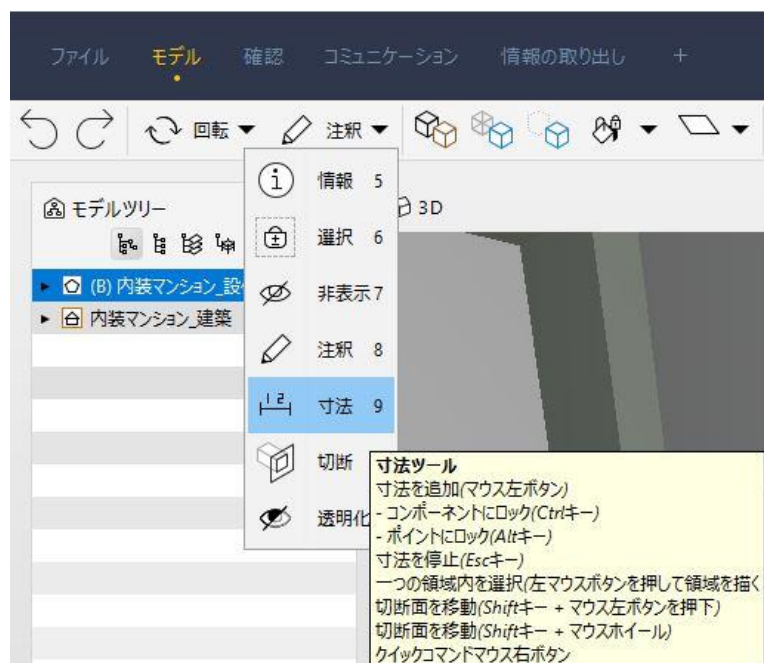 ファイル モデル 確認 コミュニケーション 情報の取り出し +
回転 注釈
情報 5
モデルツリー 3D
選択 6
(B) 内装マンション_設
非表示 7
内装マンション_建築
注釈 8
寸法 9
切断
透明化
寸法ツール
寸法を追加(マウス左ボタン)
- コンポーネントにロック(Ctrlキー)
- ポイントにロック(Altキー)
寸法を停止(Escキー)
一つの領域内を選択(左マウスボタンを押して領域を描く
切断面を移動(Shiftキー + マウス左ボタンを押下)
切断面を移動(Shiftキー + マウスホイール)
クイックコマンドマウス右ボタン